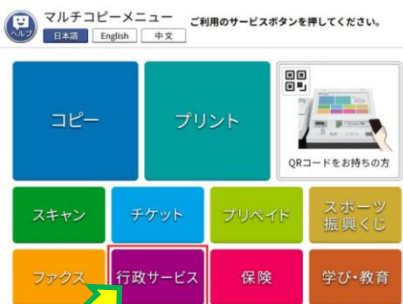 マルチコピーメニュー
ご利用のサービスボタンを押してください。
ヘルプ
日本語 English 中文
コピー
プリント
QRコードをお持ちの方
スキャン
チケット
プリペイド
スポーツ
振興くじ
ファクス
行政サービス
保険
学び・教育